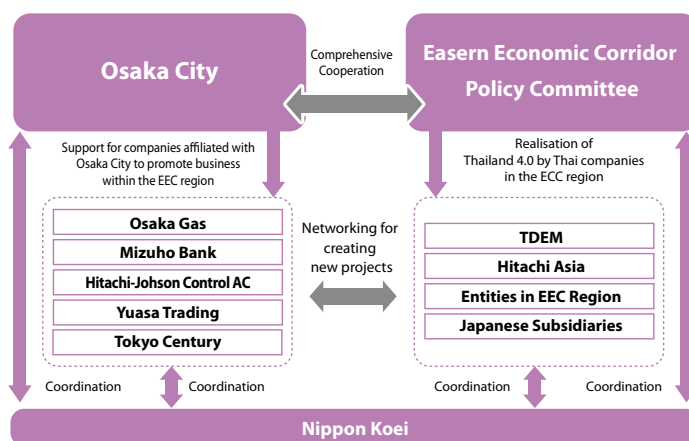 Osaka City
Comprehensive
Cooperation
Easern Economic Corridor
Policy Committee
Support for companies affiliated with
Osaka City to promote business
within the EEC region
Realisation of
Thailand 4.0 by Thai companies
in the ECC region
Osaka Gas
Mizuho Bank
Hitachi-Johson Control AC
Yuasa Trading
Tokyo Century
Networking for
creating
new projects
TDEM
Hitachi Asia
Entities in EEC Region
Japanese Subsidiaries
Coordination
Coordination
Coordination
Coordination
Nippon Koei